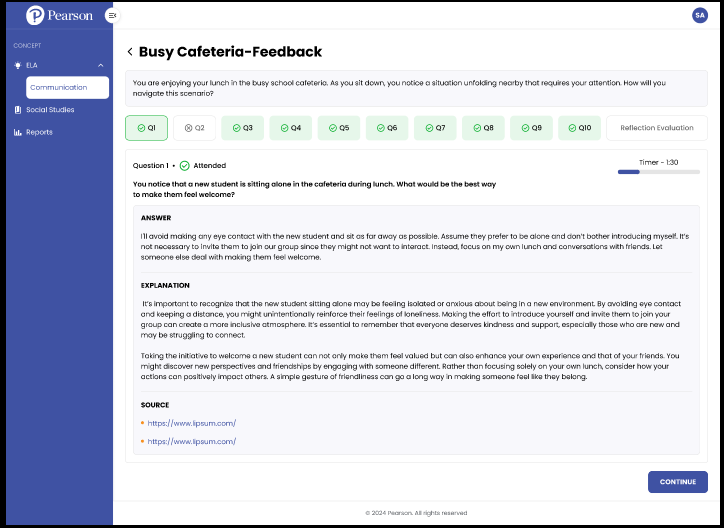 Pearson
SA
CONCEPT
ELA
Communication
Social Studies
Reports
Busy Cafeteria-Feedback
You are enjoying your lunch in the busy school cafeteria. As you sit down, you notice a situation unfolding nearby that requires your attention. How will you
navigate this scenario?
Q1
Q2
Q3
Q4
Q5
Q6
Q7
Q8
Q9
Q10
Reflection Evaluation
Question 1 • Attended
Timer - 1:30
You notice that a new student is sitting alone in the cafeteria during lunch. What would be the best way
to make them feel welcome?
ANSWER
I'll avoid making any eye contact with the new student and sit as far away as possible. Assume they prefer to be alone and don't bother introducing myself. It's
not necessary to invite them to join our group since they might not want to interact. Instead, focus on my own lunch and conversations with friends. Let
someone else deal with making them feel welcome.
EXPLANATION
It's important to recognize that the new student sitting alone may be feeling isolated or anxious about being in a new environment. By avoiding eye contact
and keeping a distance, you might unintentionally reinforce their feelings of loneliness. Making the effort to introduce yourself and invite them to join your
group can create a more inclusive atmosphere. It's essential to remember that everyone deserves kindness and support, especially those who are new and
may be struggling to connect.
Taking the initiative to welcome a new student can not only make them feel valued but can also enhance your own experience and that of your friends. You
might discover new perspectives and friendships by engaging with someone different. Rather than focusing solely on your own lunch, consider how your
actions can positively impact others. A simple gesture of friendliness can go a long way in making someone feel like they belong.
SOURCE
• https://www.lipsum.com/
• https://www.lipsum.com/
CONTINUE
© 2024 Pearson. All rights reserved